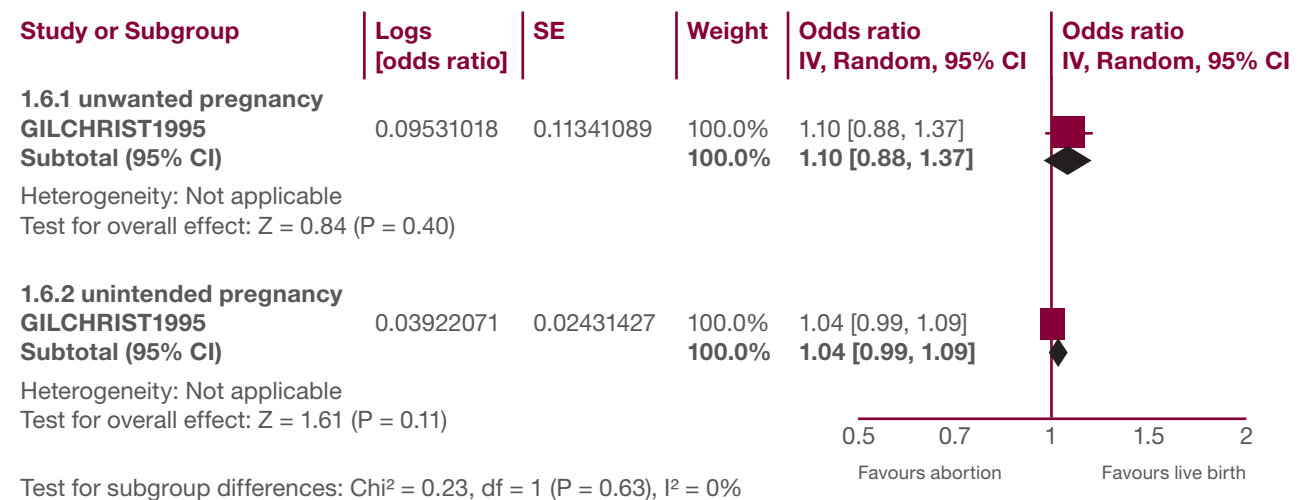 Study or Subgroup Logs SE Weight Odds ratio Odds ratio
[odds ratio] IV, Random, 95% CI IV, Random, 95% CI
1.6.1 unwanted pregnancy
GILCHRIST1995 0.09531018 0.11341089 100.0% 1.10 [0.88, 1.37]
Subtotal (95% CI) 100.0% 1.10 [0.88, 1.37]
Heterogeneity: Not applicable
Test for overall effect: Z = 0.84 (P = 0.40)
1.6.2 unintended pregnancy
GILCHRIST1995 0.03922071 0.02431427 100.0% 1.04 [0.99, 1.09]
Subtotal (95% CI) 100.0% 1.04 [0.99, 1.09]
Heterogeneity: Not applicable
Test for overall effect: Z = 1.61 (P = 0.11)
0.5 0.7 1 1.5 2
Favours abortion Favours live birth
Test for subgroup differences: Chi² = 0.23, df = 1 (P = 0.63), I² = 0%